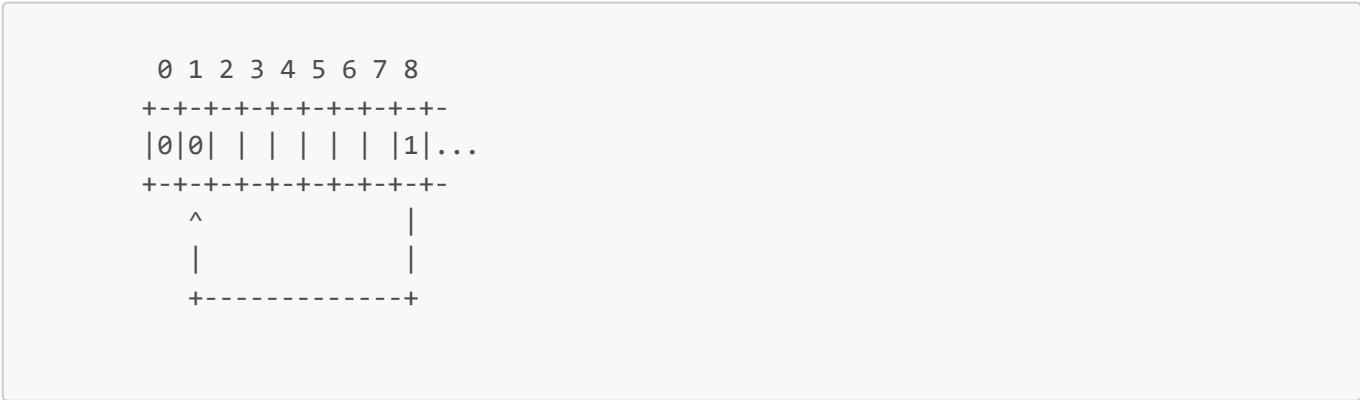 0 1 2 3 4 5 6 7 8
+-+-+-+-+-+-+-+-+-+-
|0|0| | | | | | |1|...
+-+-+-+-+-+-+-+-+-+-
   ^             |
   |             |
   +-------------+